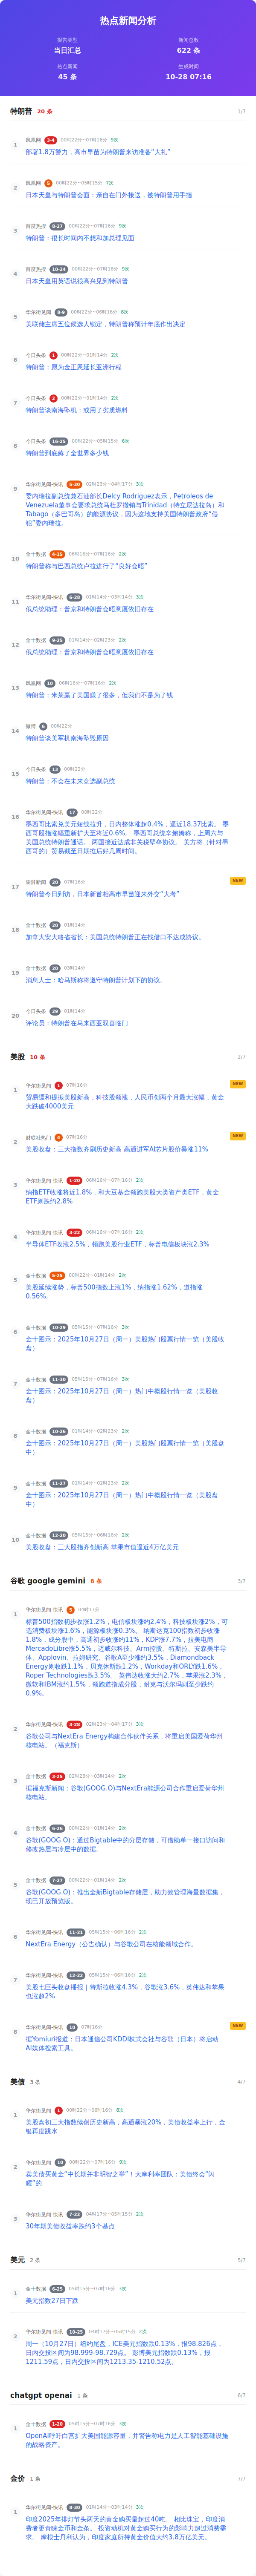 热点新闻分析
报告类型
当日汇总
新闻总数
622 条
热点新闻
45 条
生成时间
10-28 07:16
特朗普 20 条 1/7
1
凤凰网 3-4 00时22分~07时16分 9次
部署1.8万警力，高市早苗为特朗普来访准备“大礼”
2
凤凰网 5 00时22分~05时15分 7次
日本天皇与特朗普会面：亲自在门外接送，被特朗普用手指
3
百度热搜 8-27 00时22分~07时16分 9次
特朗普：很长时间内不想和加总理见面
4
百度热搜 10-24 00时22分~07时16分 9次
日本天皇用英语说很高兴见到特朗普
5
华尔街见闻 8-9 00时22分~06时16分 8次
美联储主席五位候选人锁定，特朗普称预计年底作出决定
6
今日头条 1 00时22分~01时14分 2次
特朗普：愿为金正恩延长亚洲行程
7
今日头条 2 00时22分~01时14分 2次
特朗普谈南海坠机：或用了劣质燃料
8
今日头条 16-25 00时22分~05时15分 6次
特朗普到底薅了全世界多少钱
9
华尔街见闻-快讯 5-30 02时23分~04时17分 3次
委内瑞拉副总统兼石油部长Delcy Rodriguez表示，Petroleos de
Venezuela董事会要求总统马杜罗撤销与Trinidad（特立尼达拉岛）和
Tabago（多巴哥岛）的能源协议，因为这地支持美国特朗普政府“侵
犯”委内瑞拉。
10
金十数据 4-15 06时16分~07时16分 2次
特朗普称与巴西总统卢拉进行了“良好会晤”
11
华尔街见闻-快讯 6-28 01时14分~03时14分 3次
俄总统助理：普京和特朗普会晤意愿依旧存在
12
金十数据 9-25 01时14分~02时23分 2次
俄总统助理：普京和特朗普会晤意愿依旧存在
13
凤凰网 10 06时16分~07时16分 2次
特朗普：米莱赢了美国赚了很多，但我们不是为了钱
14
微博 6 00时22分
特朗普谈美军机南海坠毁原因
15
今日头条 13 00时22分
特朗普：不会在未来竞选副总统
16
华尔街见闻-快讯 17 00时22分
墨西哥比索兑美元短线拉升，日内整体涨超0.4%，逼近18.37比索。 墨
西哥股指涨幅重新扩大至将近0.6%。 墨西哥总统辛鲍姆称，上周六与
美国总统特朗普通话。 两国接近达成非关税壁垒协议。 美方将（针对墨
西哥的）贸易截至日期推后好几周时间。
17
澎湃新闻 20 07时16分 NEW
特朗普今日到访，日本新首相高市早苗迎来外交“大考”
18
金十数据 20 01时14分
加拿大安大略省省长：美国总统特朗普正在找借口不达成协议。
19
金十数据 20 03时14分
消息人士：哈马斯称将遵守特朗普计划下的协议。
20
今日头条 29 01时14分
评论员：特朗普在马来西亚双喜临门
美股 10 条 2/7
1
华尔街见闻 1 07时16分 NEW
贸易缓和提振美股新高，科技股领涨，人民币创两个月最大涨幅，黄金
大跌破4000美元
2
财联社热门 4 07时16分 NEW
美股收盘：三大指数齐刷历史新高 高通进军AI芯片股价暴涨11%
3
华尔街见闻-快讯 1-20 06时16分~07时16分 2次
纳指ETF收涨将近1.8%，和大豆基金领跑美股大类资产类ETF，黄金
ETF则跌约2.8%
4
华尔街见闻-快讯 3-22 06时16分~07时16分 2次
半导体ETF收涨2.5%，领跑美股行业ETF，标普电信板块涨2.3%
5
金十数据 5-25 00时22分~01时14分 2次
美股延续涨势，标普500指数上涨1%，纳指涨1.62%，道指涨
0.56%。
6
金十数据 10-29 05时15分~07时16分 3次
金十图示：2025年10月27日（周一）美股热门股票行情一览（美股收
盘）
7
金十数据 11-30 05时15分~07时16分 3次
金十图示：2025年10月27日（周一）热门中概股行情一览（美股收
盘）
8
金十数据 10-26 01时14分~02时23分 2次
金十图示：2025年10月27日（周一）美股热门股票行情一览（美股盘
中）
9
金十数据 11-27 01时14分~02时23分 2次
金十图示：2025年10月27日（周一）热门中概股行情一览（美股盘
中）
10
金十数据 12-28 05时15分~06时16分 2次
美股收盘：三大股指齐创新高 苹果市值逼近4万亿美元
谷歌 google gemini 8 条 3/7
1
华尔街见闻-快讯 5 04时17分
标普500指数初步收涨1.2%，电信板块涨约2.4%，科技板块涨2%，可
选消费板块涨1.6%，能源板块涨0.3%。 纳斯达克100指数初步收涨
1.8%，成分股中，高通初步收涨约11%，KDP涨7.7%，拉美电商
MercadoLibre涨5.5%，迈威尔科技、Arm控股、特斯拉、安森美半导
体、Applovin、拉姆研究、谷歌A至少涨约3.5%，Diamondback
Energy则收跌1.1%，贝克休斯跌1.2%，Workday和ORLY跌1.6%，
Roper Technologies跌3.5%。 英伟达收涨大约2.7%，苹果涨2.3%，
微软和IBM涨约1.5%，领跑道指成分股，耐克与沃尔玛则至少跌约
0.9%。
2
华尔街见闻-快讯 3-28 02时23分~04时17分 3次
谷歌公司与NextEra Energy构建合作伙伴关系，将重启美国爱荷华州
核电站。（福克斯）
3
金十数据 3-25 02时23分~03时14分 2次
据福克斯新闻：谷歌(GOOG.O)与NextEra能源公司合作重启爱荷华州
核电站。
4
金十数据 6-26 00时22分~01时14分 2次
谷歌(GOOG.O)：通过Bigtable中的分层存储，可借助单一接口访问和
修改热层与冷层中的数据。
5
金十数据 7-27 00时22分~01时14分 2次
谷歌(GOOG.O)：推出全新Bigtable存储层，助力效管理海量数据集，
现已开放预览版。
6
华尔街见闻-快讯 11-21 05时15分~06时16分 2次
NextEra Energy（公告确认）与谷歌公司在核能领域合作。
7
华尔街见闻-快讯 12-22 05时15分~06时16分 2次
美股七巨头收盘播报｜特斯拉收涨4.3%，谷歌涨3.6%，英伟达和苹果
也涨超2%
8
华尔街见闻-快讯 10 07时16分 NEW
据Yomiuri报道：日本通信公司KDDI株式会社与谷歌（日本）将启动
AI媒体搜索工具。
美债 3 条 4/7
1
华尔街见闻 1 00时22分~06时16分 8次
美股盘初三大指数续创历史新高，高通暴涨20%，美债收益率上行，金
银再度跳水
2
华尔街见闻 10 00时22分~07时16分 9次
卖美债买黄金“中长期并非明智之举”！大摩利率团队：美债终会“闪
耀”的
3
华尔街见闻-快讯 7-22 04时17分~05时15分 2次
30年期美债收益率跌约3个基点
美元 2 条 5/7
1
金十数据 6-25 05时15分~07时16分 3次
美元指数27日下跌
2
华尔街见闻-快讯 10-25 04时17分~05时15分 2次
周一（10月27日）纽约尾盘，ICE美元指数跌0.13%，报98.826点，
日内交投区间为98.999-98.729点。 彭博美元指数跌0.13%，报
1211.59点，日内交投区间为1213.35-1210.52点。
chatgpt openai 1 条 6/7
1
金十数据 1-20 05时15分~07时16分 3次
OpenAI呼吁白宫扩大美国能源容量，并警告称电力是人工智能基础设施
的战略资产。
金价 1 条 7/7
1
华尔街见闻-快讯 8-30 01时14分~03时14分 3次
印度2025年排灯节头两天的黄金购买量超过40吨。 相比珠宝，印度消
费者更青睐金币和金条。 投资动机对黄金购买行为的影响力超过消费需
求。 摩根士丹利认为，印度家庭所持黄金价值大约3.8万亿美元。